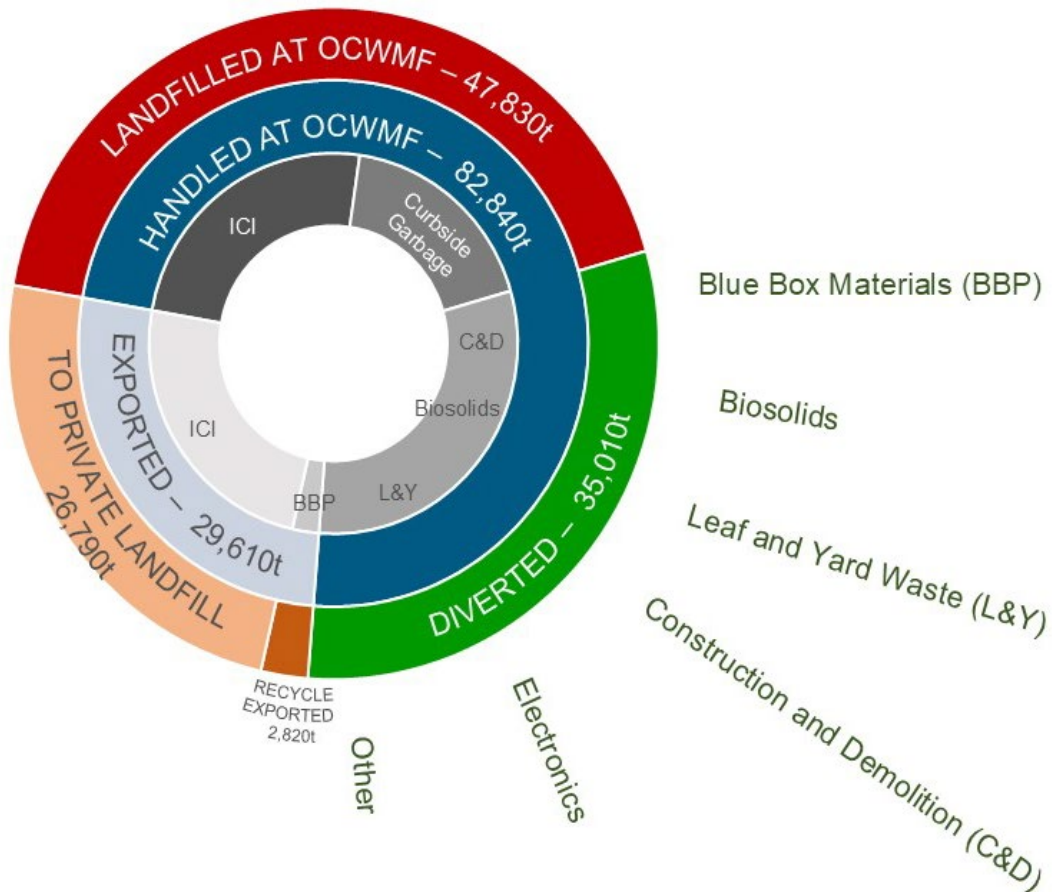 LANDFILLED AT OCWMF – 47,830t
HANDLED AT OCWMF –  82,840t
ICI
Curbside
Garbage
C&D
Biosolids
L&Y
BBP
ICI
EXPORTED – 29,610t
TO PRIVATE LANDFILL
26,790t
DIVERTED – 35,010t
RECYCLE
EXPORTED
2,820t
Blue Box Materials (BBP)
Biosolids
Leaf and Yard Waste (L&Y)
Construction and Demolition (C&D)
Electronics
Other